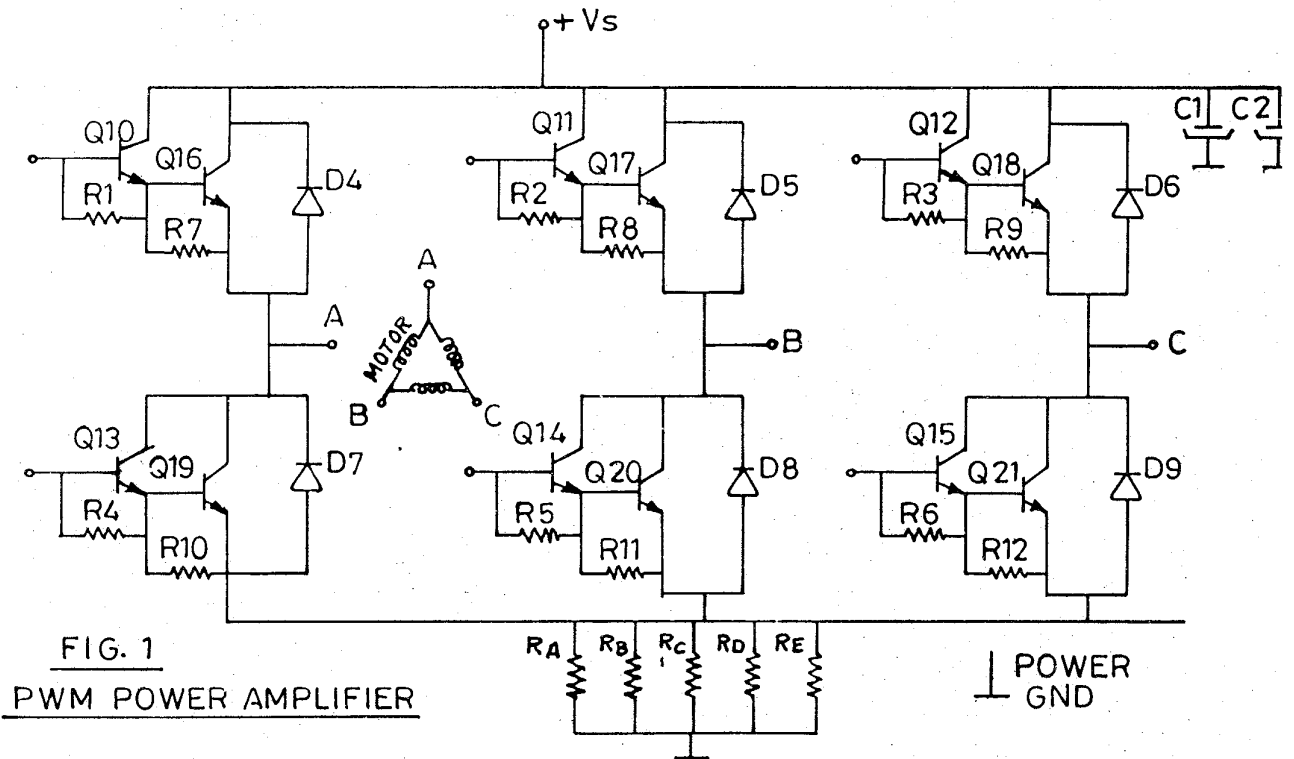 + Vs
Q10
Q16
R1
R7
D4
Q11
Q17
R2
R8
D5
Q12
Q18
R3
R9
D6
C1
C2
A
A
MOTOR
B
C
B
C
Q13
Q19
R4
R10
D7
Q14
Q20
R5
R11
D8
Q15
Q21
R6
R12
D9
RA
RB
RC
RD
RE
FIG. 1
PWM POWER AMPLIFIER
POWER
GND